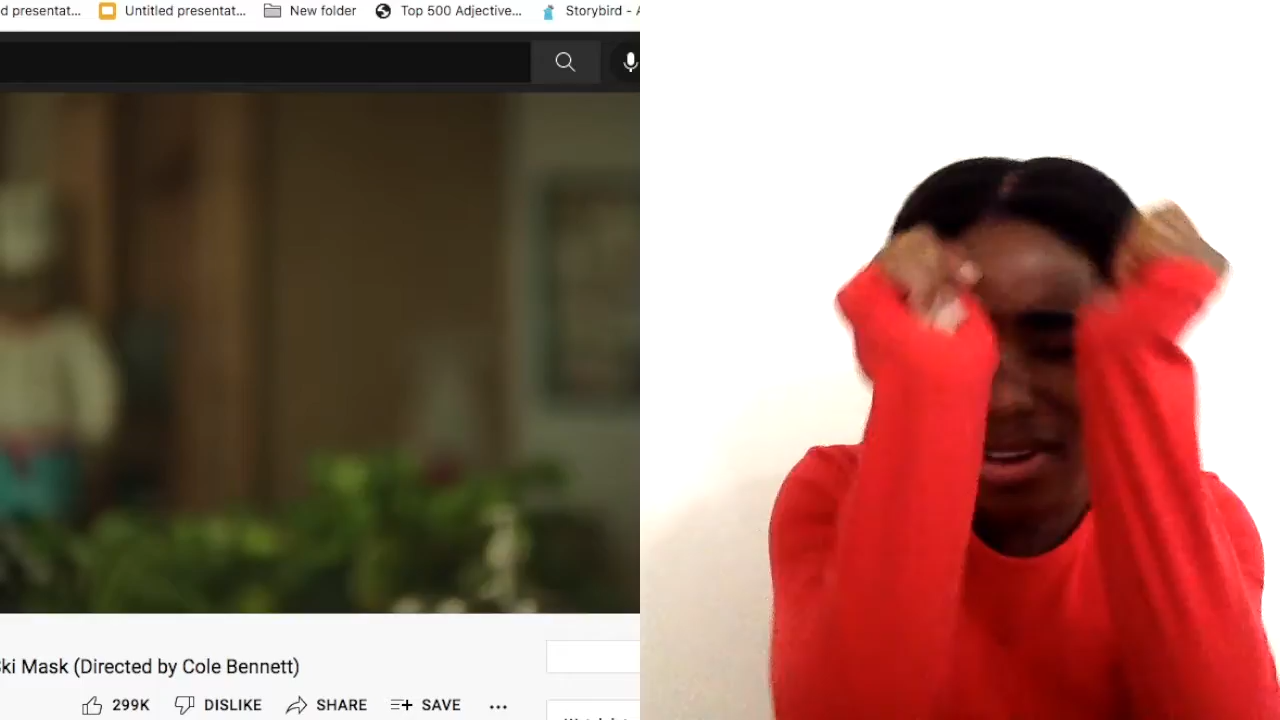 d presentat...
Untitled presentat...
New folder
Top 500 Adjective...
Storybird - A
ki Mask (Directed by Cole Bennett)
299K
DISLIKE
SHARE
SAVE